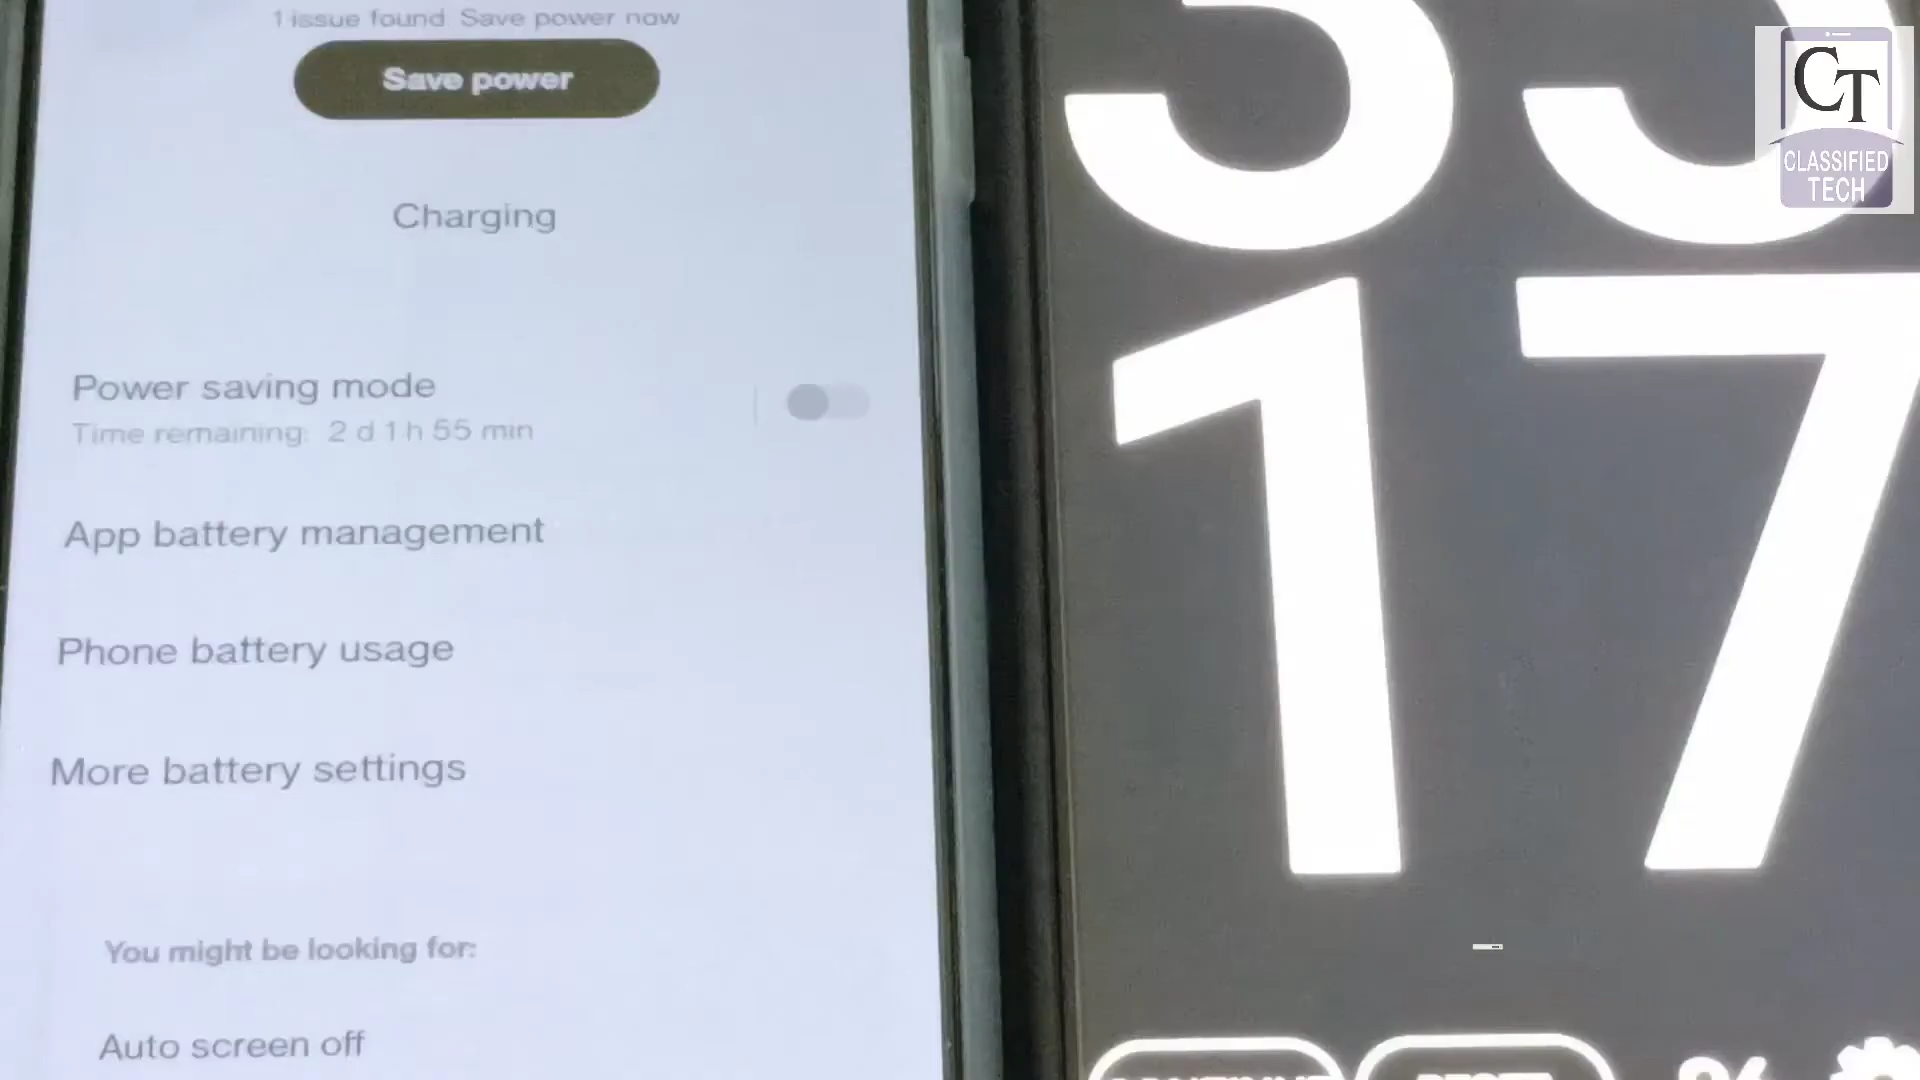 1 issue found. Save power now
Save power
Charging
Power saving mode
Time remaining: 2 d 1 h 55 min
App battery management
Phone battery usage
More battery settings
You might be looking for:
Auto screen off
17
CT
CLASSIFIED
TECH